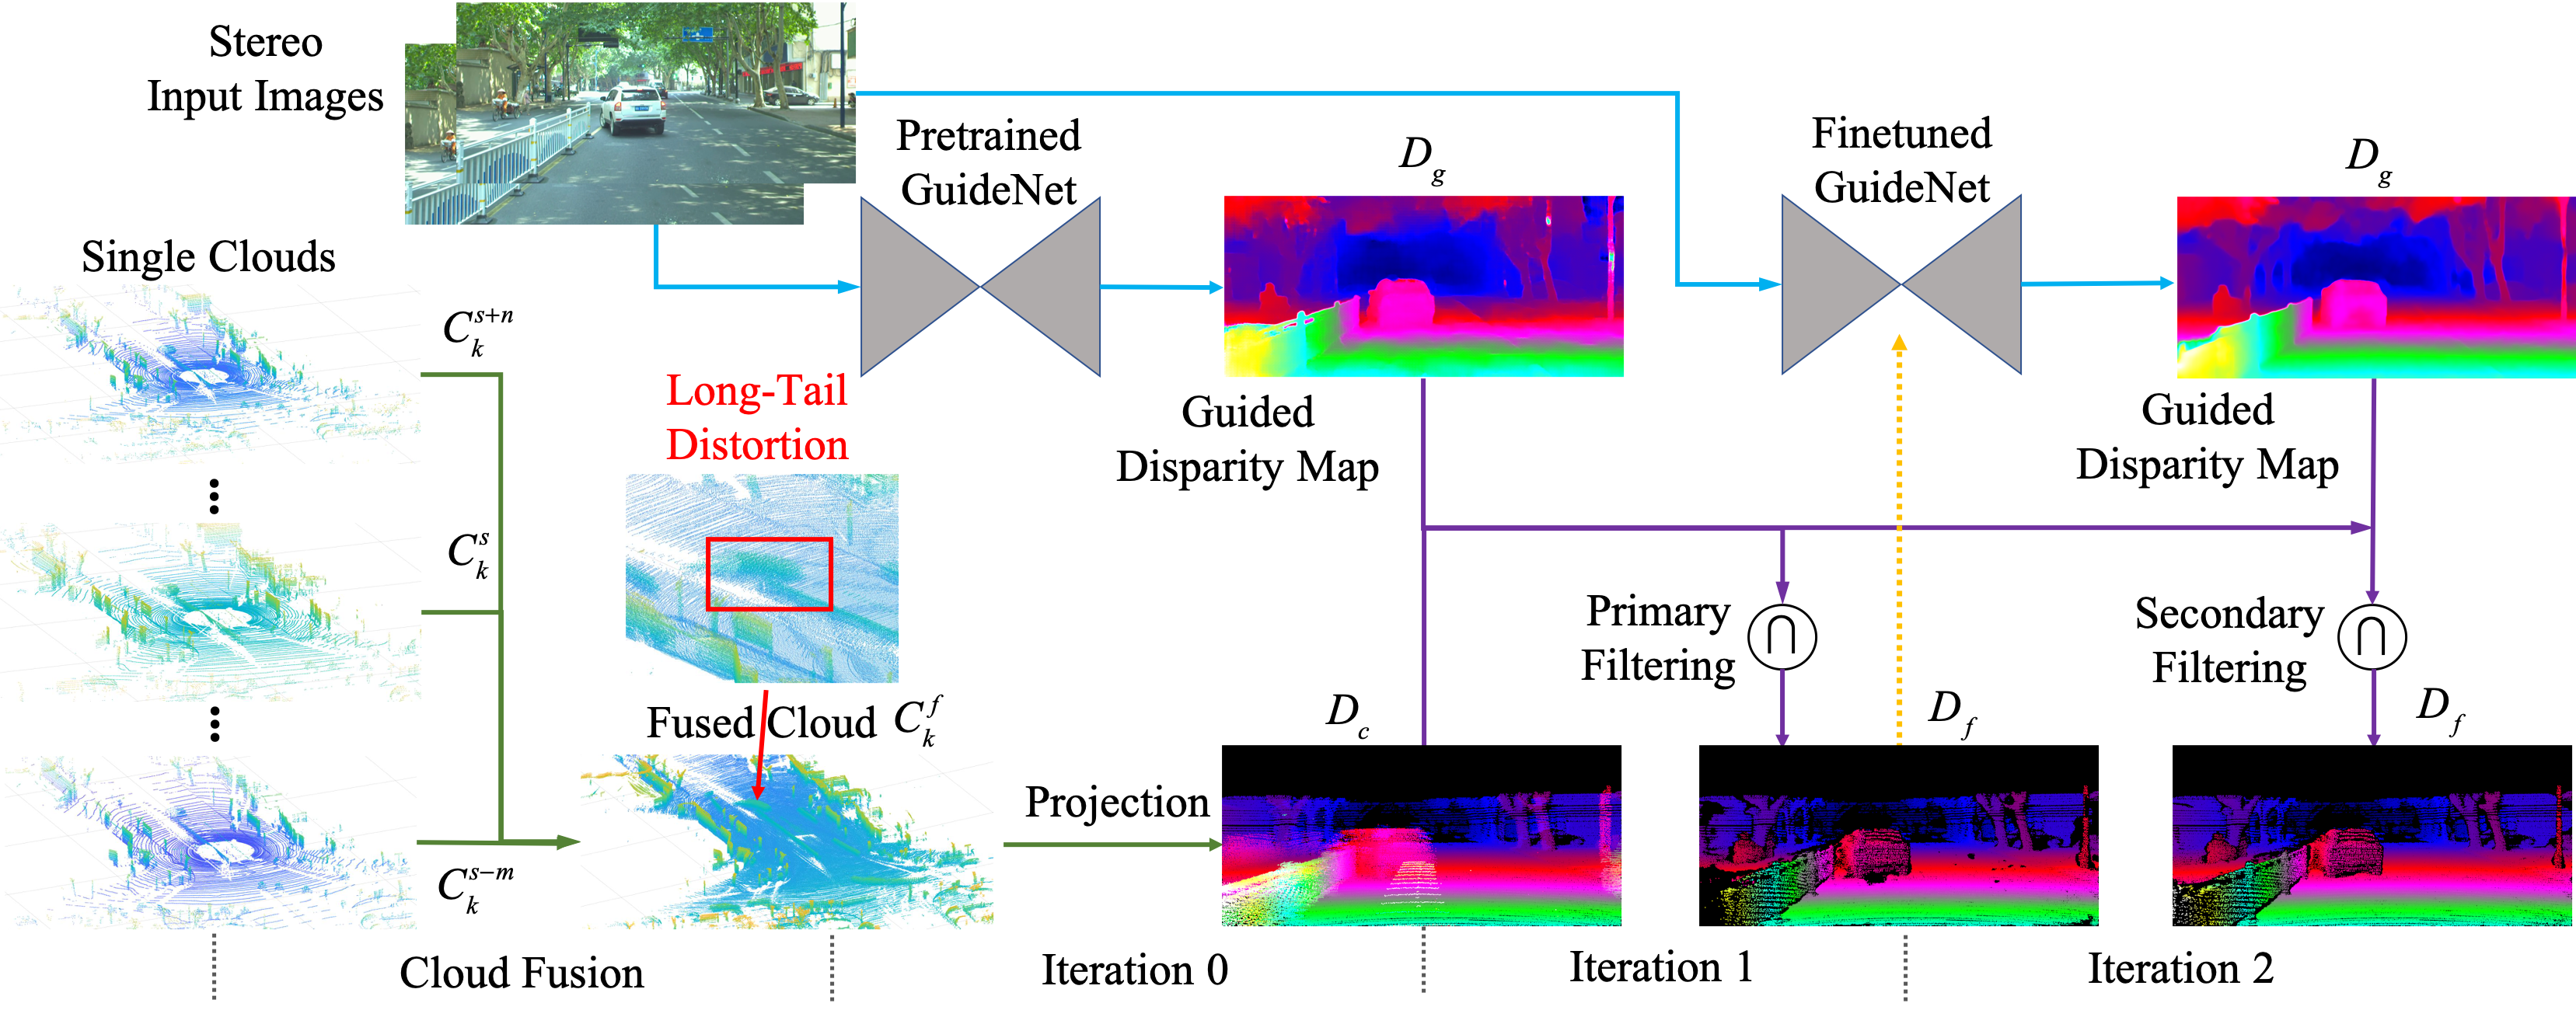 Stereo
Input Images
Single Clouds
C_k^{s+n}
C_k^s
C_k^{s-m}
Long-Tail
Distortion
Fused Cloud C_k^f
Pretrained
GuideNet
D_g
Guided
Disparity Map
Finetuned
GuideNet
D_g
Guided
Disparity Map
Primary
Filtering
Secondary
Filtering
Projection
D_c
D_f
D_f
Cloud Fusion
Iteration 0
Iteration 1
Iteration 2